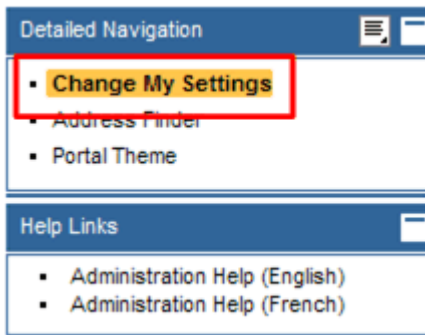 Detailed Navigation
Change My Settings
Address Finder
Portal Theme
Help Links
Administration Help (English)
Administration Help (French)